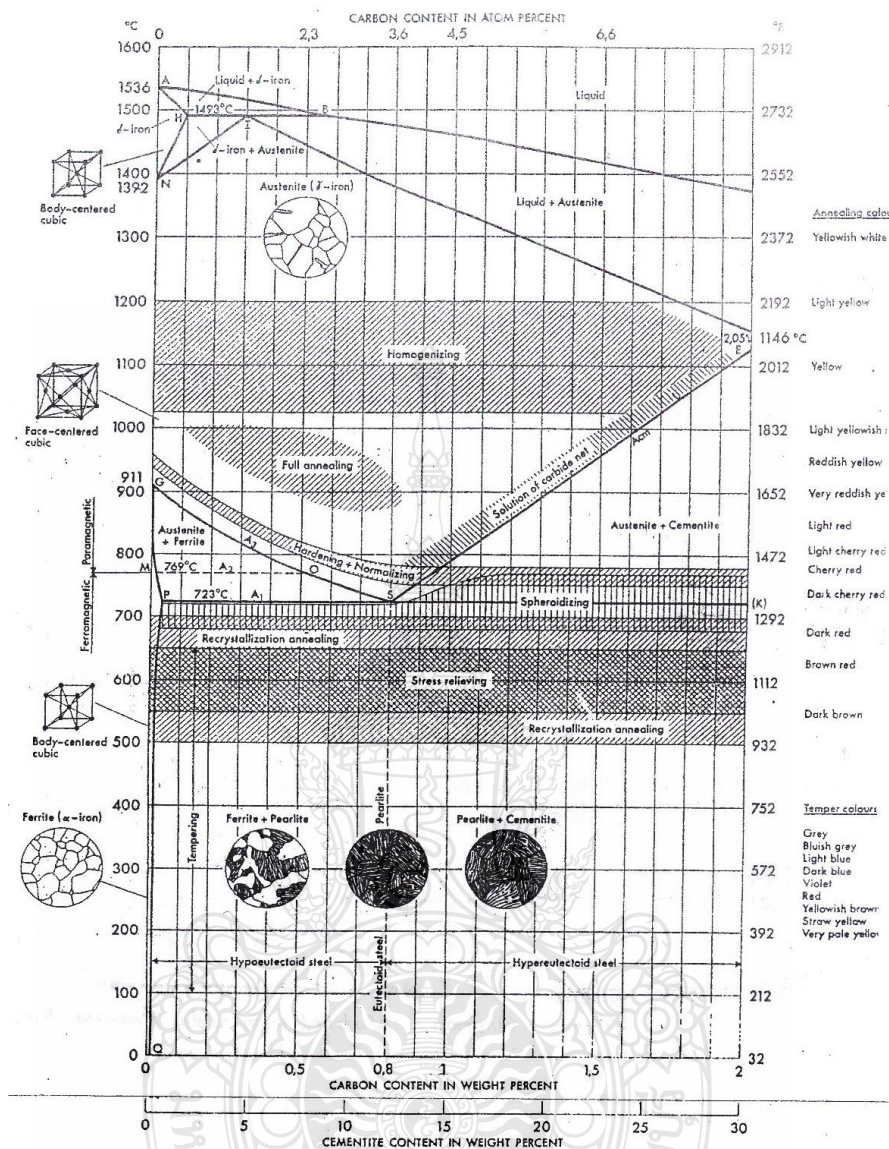 CARBON CONTENT IN ATOM PERCENT
°C 0 2,3 3,6 4,5 6,6 °F
1600 2912
1536 A Liquid + δ-iron Liquid
1500 H 1493°C I B 2732
δ-iron
δ-iron + Austenite
1400 2552
1392 N
Body-centered cubic
Austenite (γ-iron)
Liquid + Austenite
Annealing
1300 2372 Yellowish white
1200 2192 Light yellow
2,05% 1146 °C
Homogenizing E
1100 2012 Yellow
Face-centered cubic
1000 1832 Light yellowish
Acm
Full annealing Solution of carbide net Reddish yellow
911 G
900 1652 Very reddish
Austenite + Ferrite A3 Hardening + Normalizing Austenite + Cementite Light red
Paramagnetic
800 1472 Light cherry red
M 769°C A2 O Cherry red
Ferromagnetic
P 723°C A1 S Spheroidizing (K) Dark cherry red
700 1292
Recrystallization annealing Dark red
Brown red
600 Stress relieving 1112
Body-centered cubic
Recrystallization annealing Dark brown
500 932
400 752 Temper colours
Ferrite (α-iron) Ferrite + Pearlite Pearlite Pearlite + Cementite
Grey
Bluish grey
Light blue
300 Tempering 572 Dark blue
Violet
Red
Yellowish brown
Straw yellow
200 392 Very pale yellow
Hypoeutectoid steel Eutectoid steel Hypereutectoid steel
100 212
0 Q 32
0 0,5 0,8 1 1,5 2
CARBON CONTENT IN WEIGHT PERCENT
0 5 10 15 20 25 30
CEMENTITE CONTENT IN WEIGHT PERCENT